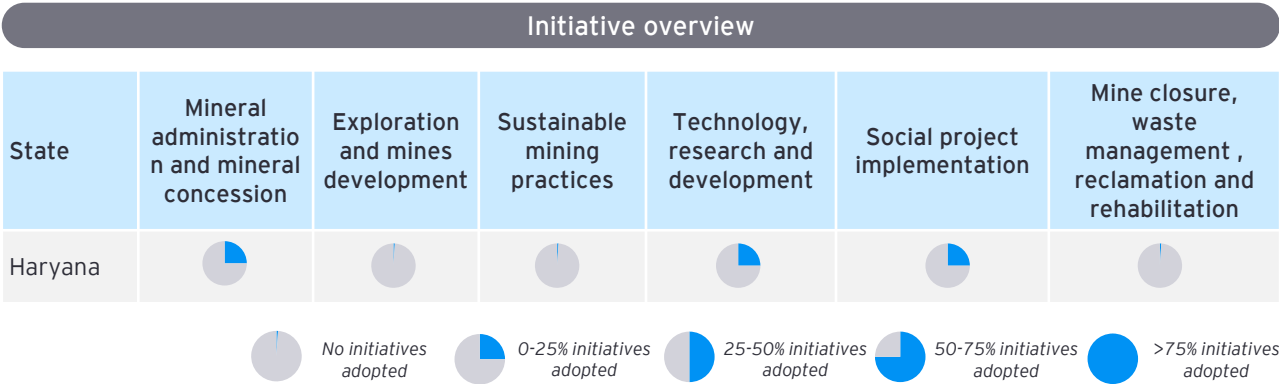 Initiative overview
State
Mineral
administratio
n and mineral
concession
Exploration
and mines
development
Sustainable
mining
practices
Technology,
research and
development
Social project
implementation
Mine closure,
waste
management ,
reclamation and
rehabilitation
Haryana
No initiatives
adopted
0-25% initiatives
adopted
25-50% initiatives
adopted
50-75% initiatives
adopted
>75% initiatives
adopted